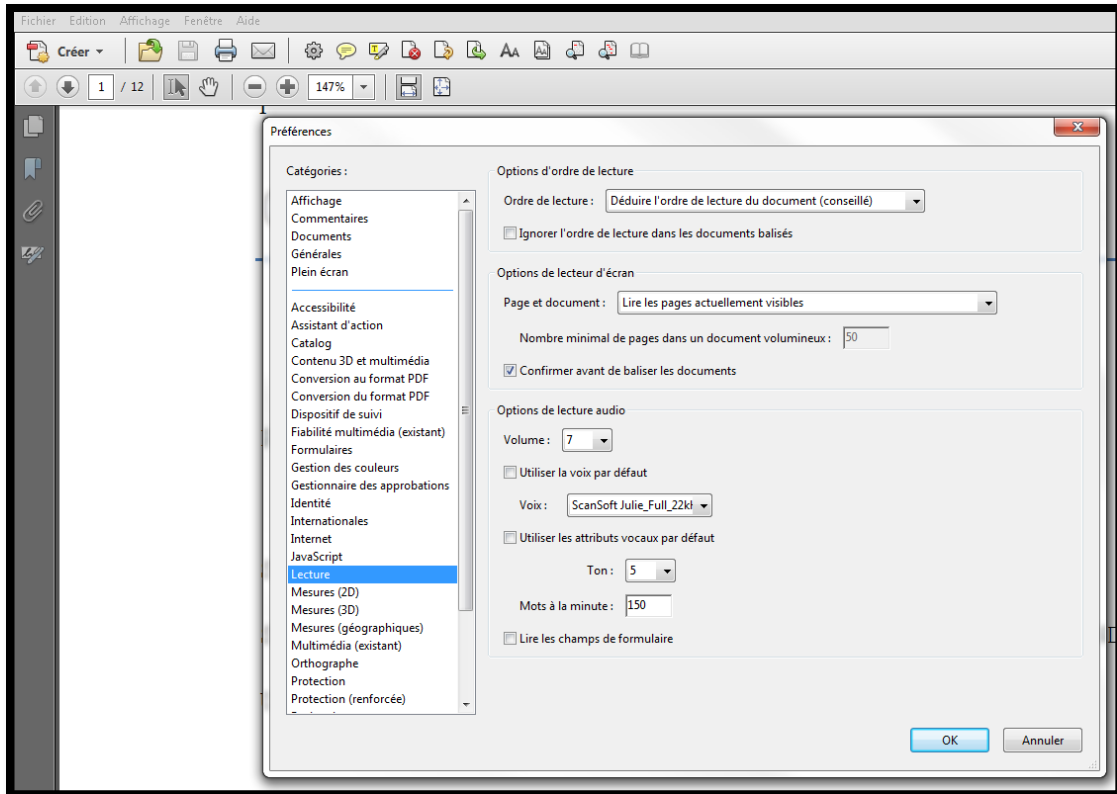 Fichier Edition Affichage Fenêtre Aide
Créer
1 / 12 147%
Préférences
Catégories :
Affichage
Commentaires
Documents
Générales
Plein écran
Accessibilité
Assistant d'action
Catalog
Contenu 3D et multimédia
Conversion au format PDF
Conversion du format PDF
Dispositif de suivi
Fiabilité multimédia (existant)
Formulaires
Gestion des couleurs
Gestionnaire des approbations
Identité
Internationales
Internet
JavaScript
Lecture
Mesures (2D)
Mesures (3D)
Mesures (géographiques)
Multimédia (existant)
Orthographe
Protection
Protection (renforcée)
Options d'ordre de lecture
Ordre de lecture : Déduire l'ordre de lecture du document (conseillé)
Ignorer l'ordre de lecture dans les documents balisés
Options de lecteur d'écran
Page et document : Lire les pages actuellement visibles
Nombre minimal de pages dans un document volumineux : 50
Confirmer avant de baliser les documents
Options de lecture audio
Volume : 7
Utiliser la voix par défaut
Voix : ScanSoft Julie_Full_22kH
Utiliser les attributs vocaux par défaut
Ton : 5
Mots à la minute : 150
Lire les champs de formulaire
OK Annuler